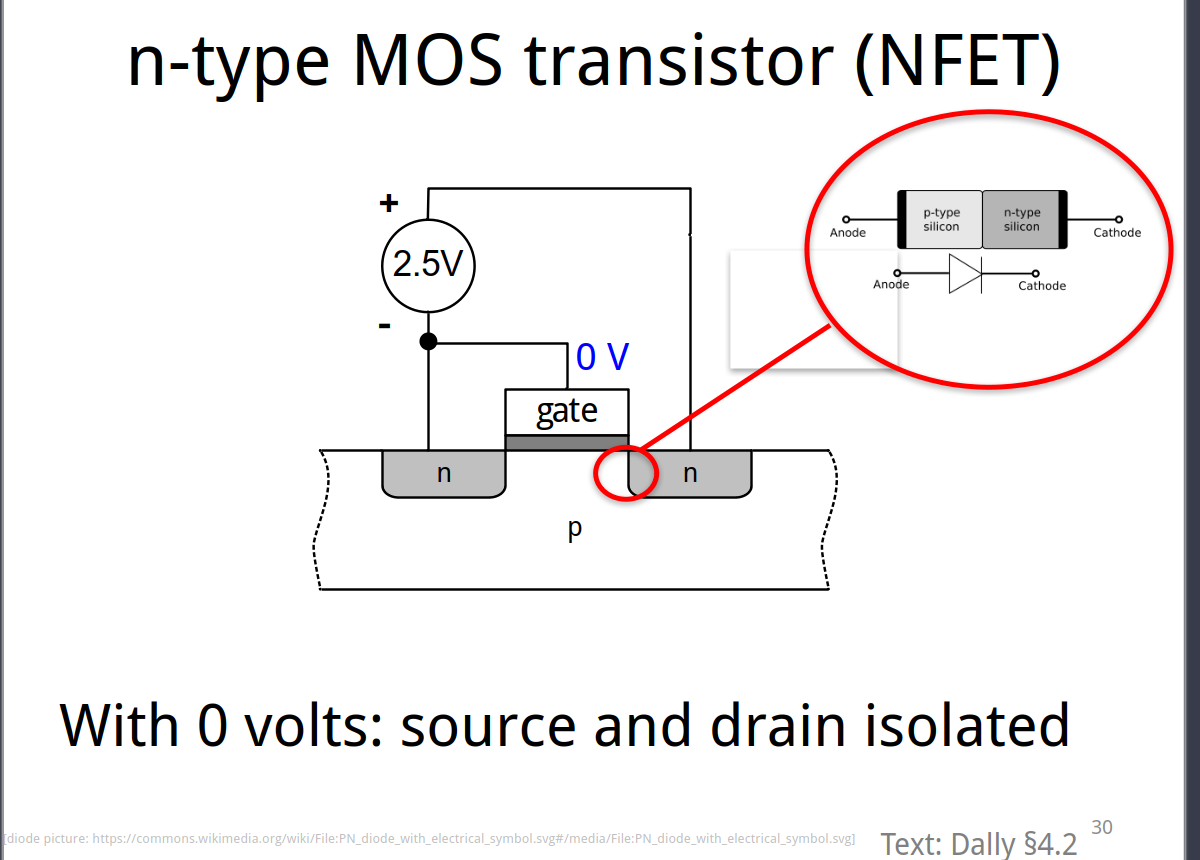 n-type MOS transistor (NFET)
+
2.5V
-
0 V
gate
n
n
p
p-type
silicon
n-type
silicon
Anode
Cathode
Anode
Cathode
With 0 volts: source and drain isolated
[diode picture: https://commons.wikimedia.org/wiki/File:PN_diode_with_electrical_symbol.svg#/media/File:PN_diode_with_electrical_symbol.svg]
Text: Dally §4.2
30